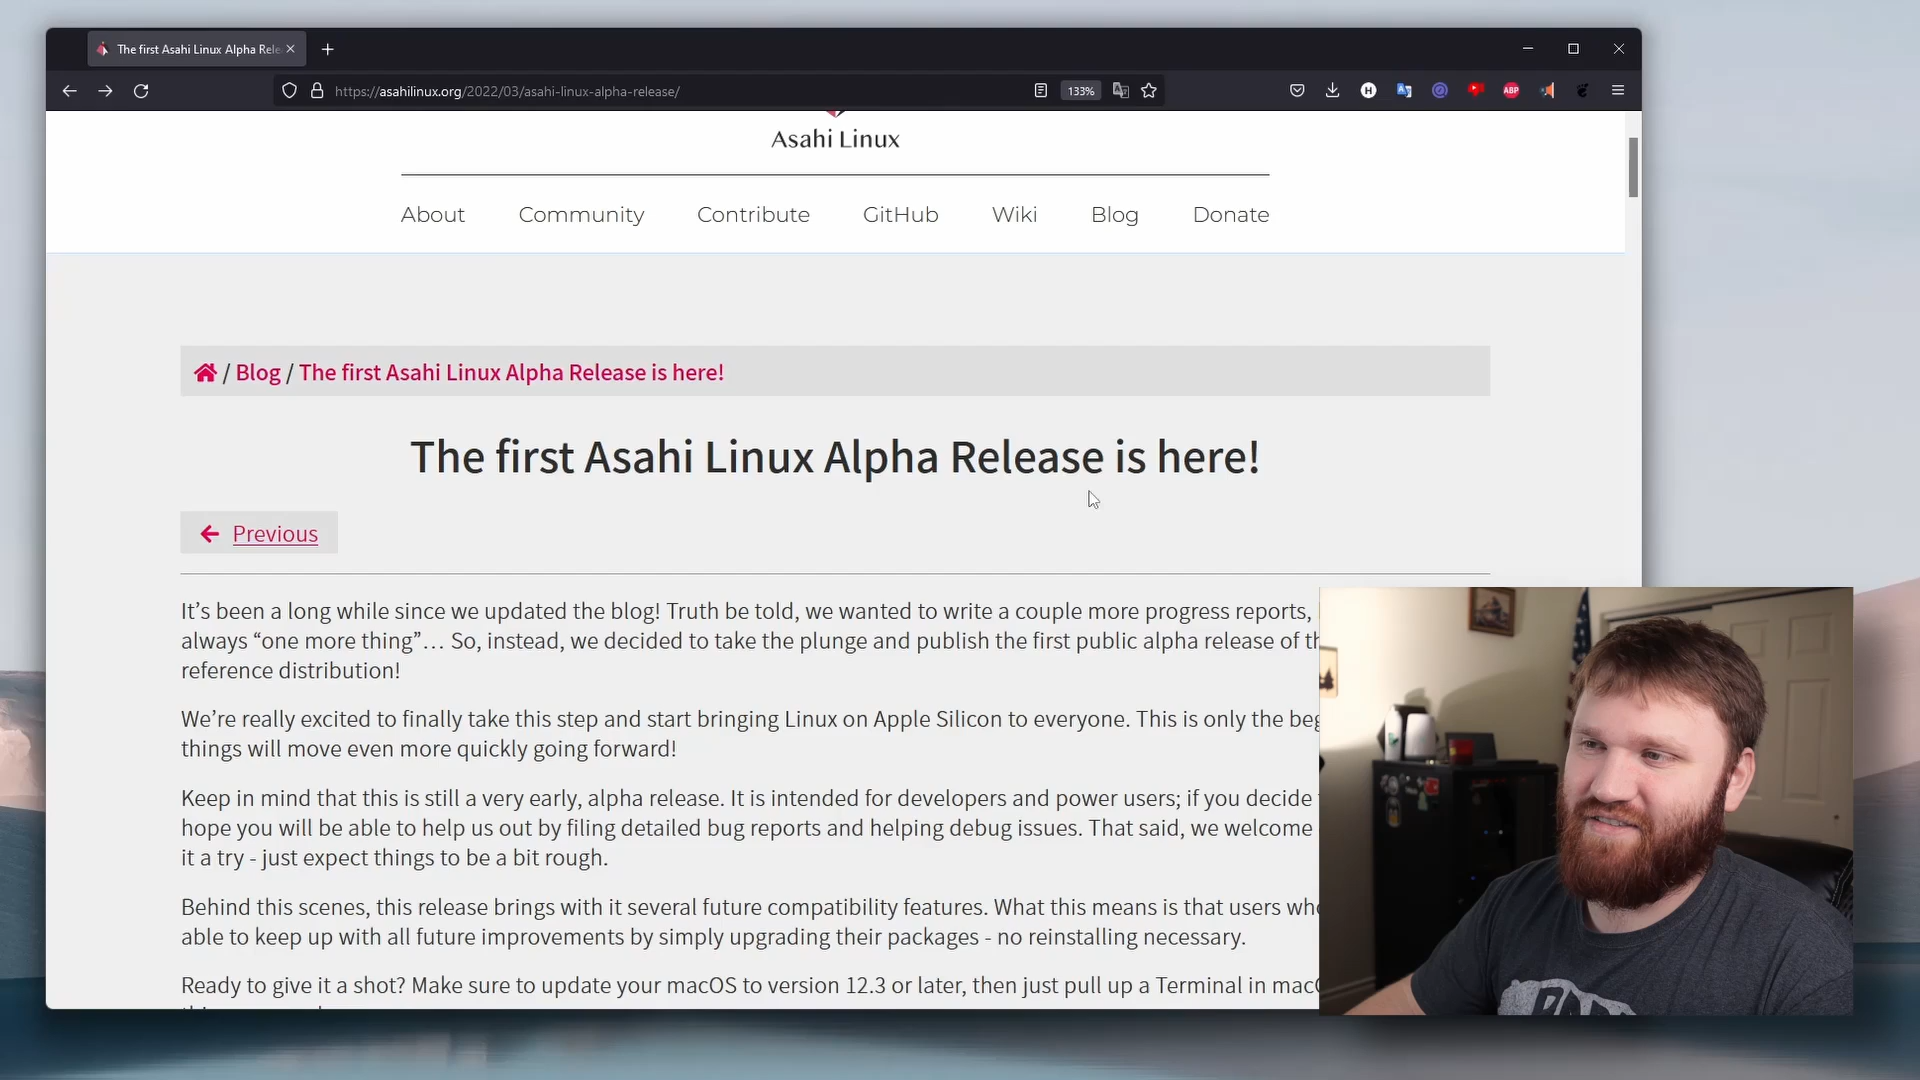 The first Asahi Linux Alpha Rele
https://asahilinux.org/2022/03/asahi-linux-alpha-release/
133%
H
ABP
Asahi Linux
About Community Contribute GitHub Wiki Blog Donate
/ Blog / The first Asahi Linux Alpha Release is here!
The first Asahi Linux Alpha Release is here!
Previous
It’s been a long while since we updated the blog! Truth be told, we wanted to write a couple more progress reports,
always “one more thing”… So, instead, we decided to take the plunge and publish the first public alpha release of th
reference distribution!
We’re really excited to finally take this step and start bringing Linux on Apple Silicon to everyone. This is only the beg
things will move even more quickly going forward!
Keep in mind that this is still a very early, alpha release. It is intended for developers and power users; if you decide
hope you will be able to help us out by filing detailed bug reports and helping debug issues. That said, we welcome
it a try - just expect things to be a bit rough.
Behind this scenes, this release brings with it several future compatibility features. What this means is that users who
able to keep up with all future improvements by simply upgrading their packages - no reinstalling necessary.
Ready to give it a shot? Make sure to update your macOS to version 12.3 or later, then just pull up a Terminal in macO